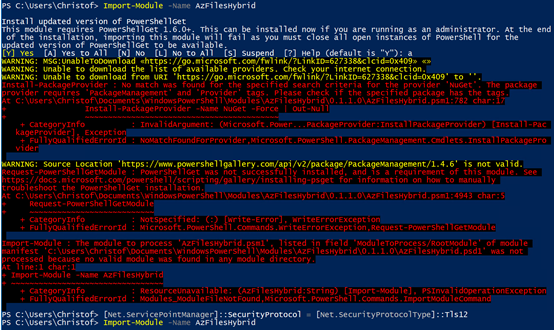 PS C:\Users\Christof> Import-Module -Name AzFilesHybrid
Install updated version of PowershellGet
This module requires PowershellGet 1.6.0+. This can be installed now if you are running as an administrator. At the end
of the installation, importing this module will fail as you must close all open instances of PowerShell for the
updated version of PowershellGet to be available.
[Y] Yes  [A] Yes to All  [N] No  [L] No to All  [S] Suspend  [?] Help (default is "Y"): a
WARNING: MSG:UnableToDownload «https://go.microsoft.com/fwlink/?LinkID=627338&clcid=0x409» «»
WARNING: Unable to download the list of available providers. Check your internet connection.
WARNING: Unable to download from URI 'https://go.microsoft.com/fwlink/?LinkID=627338&clcid=0x409' to ''.
Install-PackageProvider : No match was found for the specified search criteria for the provider 'NuGet'. The package
provider requires 'PackageManagement' and 'Provider' tags. Please check if the specified package has the tags.
At C:\Users\Christof\Documents\WindowsPowerShell\Modules\AzFilesHybrid\0.1.1.0\AzFilesHybrid.psm1:782 char:17
+                 Install-PackageProvider -Name NuGet -Force | Out-Null
+                 ~~~~~~~~~~~~~~~~~~~~~~~~~~~~~~~~~~~~~~~~~~
    + CategoryInfo          : InvalidArgument: (Microsoft.Power...PackageProvider:InstallPackageProvider) [Install-Pac
   kageProvider], Exception
    + FullyQualifiedErrorId : NoMatchFoundForProvider,Microsoft.PowerShell.PackageManagement.Cmdlets.InstallPackagePro
   vider
WARNING: Source Location 'https://www.powershellgallery.com/api/v2/package/PackageManagement/1.4.6' is not valid.
Request-PowerShellGetModule : PowershellGet was not successfully installed, and is a requirement of this module. See
https://docs.microsoft.com/powershell/scripting/gallery/installing-psget for information on how to manually
troubleshoot the PowershellGet installation.
At C:\Users\Christof\Documents\WindowsPowerShell\Modules\AzFilesHybrid\0.1.1.0\AzFilesHybrid.psm1:4943 char:5
+     Request-PowerShellGetModule
+     ~~~~~~~~~~~~~~~~~~~~~~~~~~~
    + CategoryInfo          : NotSpecified: (:) [Write-Error], WriteErrorException
    + FullyQualifiedErrorId : Microsoft.PowerShell.Commands.WriteErrorException,Request-PowerShellGetModule
Import-Module : The module to process 'AzFilesHybrid.psm1', listed in field 'ModuleToProcess/RootModule' of module
manifest 'C:\Users\Christof\Documents\WindowsPowerShell\Modules\AzFilesHybrid\0.1.1.0\AzFilesHybrid.psd1' was not
processed because no valid module was found in any module directory.
At line:1 char:1
+ Import-Module -Name AzFilesHybrid
+ ~~~~~~~~~~~~~~~~~~~~~~~~~~~~~~~~~
    + CategoryInfo          : ResourceUnavailable: (AzFilesHybrid:String) [Import-Module], PSInvalidOperationException
    + FullyQualifiedErrorId : Modules_ModuleFileNotFound,Microsoft.PowerShell.Commands.ImportModuleCommand
PS C:\Users\Christof> [Net.ServicePointManager]::SecurityProtocol = [Net.SecurityProtocolType]::Tls12
PS C:\Users\Christof> Import-Module -Name AzFilesHybrid